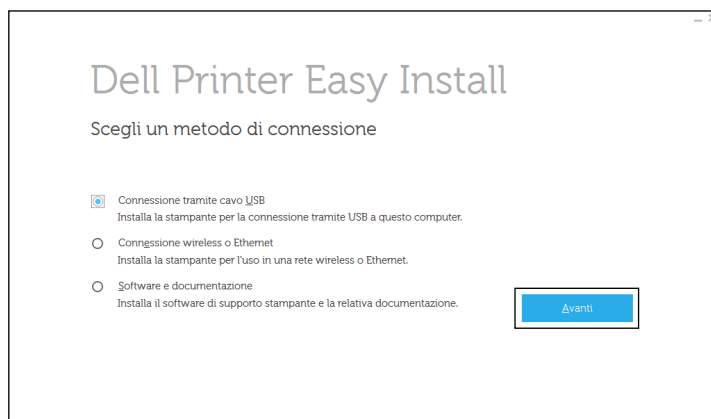 Dell Printer Easy Install
Scegli un metodo di connessione
Connessione tramite cavo USB
Installa la stampante per la connessione tramite USB a questo computer.
Connessione wireless o Ethernet
Installa la stampante per l'uso in una rete wireless o Ethernet.
Software e documentazione
Installa il software di supporto stampante e la relativa documentazione.
Avanti